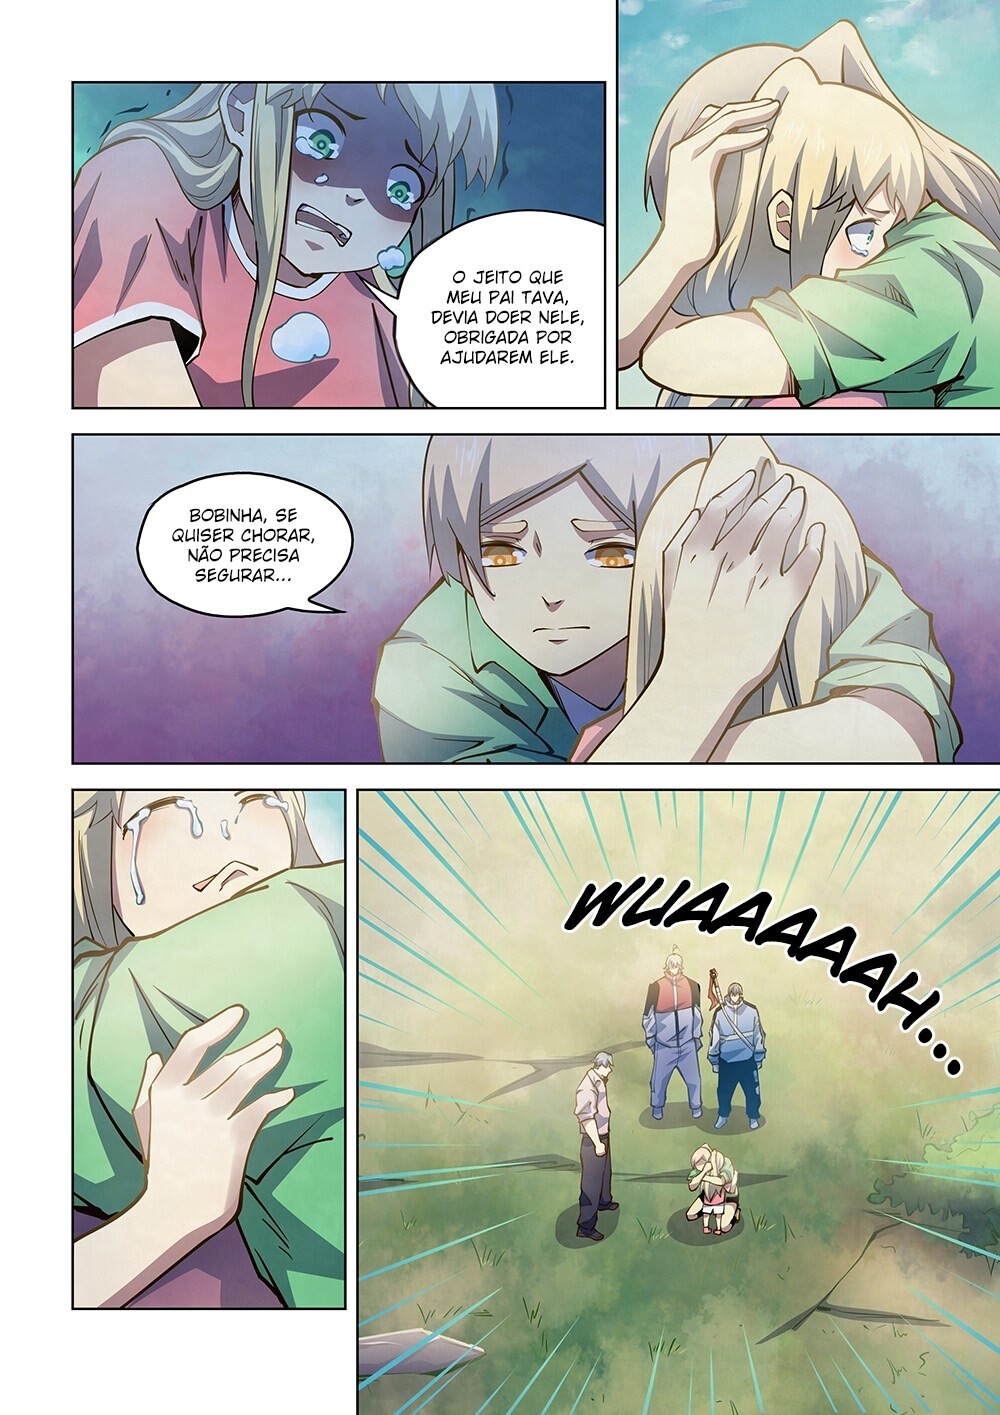 O JEITO QUE
MEU PAI TAVA,
DEVIA DOER NELE,
OBRIGADA POR
AJUDAREM ELE.
BOBINHA, SE
QUISER CHORAR,
NÃO PRECISA
SEGURAR...
WUAAAAAH...